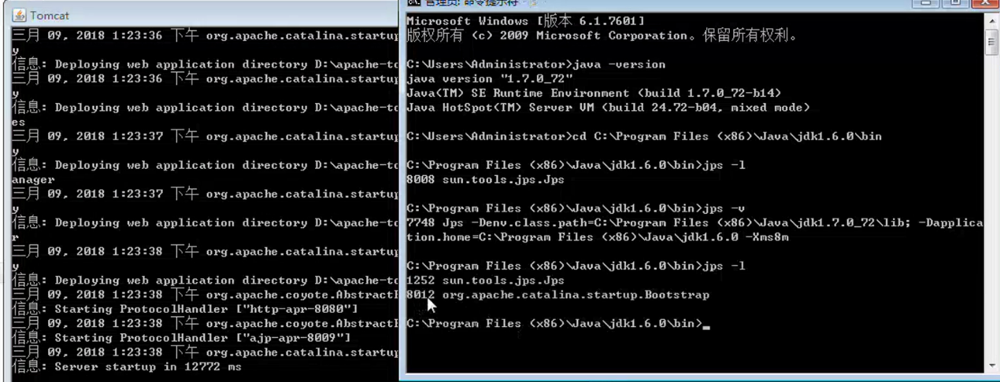 Tomcat
三月 09, 2018 1:23:36 下午 org.apache.catalina.startup
y
信息: Deploying web application directory D:\apache-to
三月 09, 2018 1:23:36 下午 org.apache.catalina.startup
y
信息: Deploying web application directory D:\apache-to
es
三月 09, 2018 1:23:37 下午 org.apache.catalina.startup
y
信息: Deploying web application directory D:\apache-to
anager
三月 09, 2018 1:23:37 下午 org.apache.catalina.startup
y
信息: Deploying web application directory D:\apache-to
r
三月 09, 2018 1:23:38 下午 org.apache.catalina.startup
y
信息: Deploying web application directory D:\apache-to
三月 09, 2018 1:23:38 下午 org.apache.coyote.AbstractP
信息: Starting ProtocolHandler ["http-apr-8080"]
三月 09, 2018 1:23:38 下午 org.apache.coyote.AbstractP
信息: Starting ProtocolHandler ["ajp-apr-8009"]
三月 09, 2018 1:23:38 下午 org.apache.catalina.startup
信息: Server startup in 12772 ms
管理员: 命令提示符
Microsoft Windows [版本 6.1.7601]
版权所有 (c) 2009 Microsoft Corporation。保留所有权利。
C:\Users\Administrator>java -version
java version "1.7.0_72"
Java(TM) SE Runtime Environment (build 1.7.0_72-b14)
Java HotSpot(TM) Server VM (build 24.72-b04, mixed mode)
C:\Users\Administrator>cd C:\Program Files (x86)\Java\jdk1.6.0\bin
C:\Program Files (x86)\Java\jdk1.6.0\bin>jps -l
8008 sun.tools.jps.Jps
C:\Program Files (x86)\Java\jdk1.6.0\bin>jps -v
7748 Jps -Denv.class.path=C:\Program Files (x86)\Java\jdk1.7.0_72\lib; -Dapplica
tion.home=C:\Program Files (x86)\Java\jdk1.6.0 -Xms8m
C:\Program Files (x86)\Java\jdk1.6.0\bin>jps -l
1252 sun.tools.jps.Jps
8012 org.apache.catalina.startup.Bootstrap
C:\Program Files (x86)\Java\jdk1.6.0\bin>_